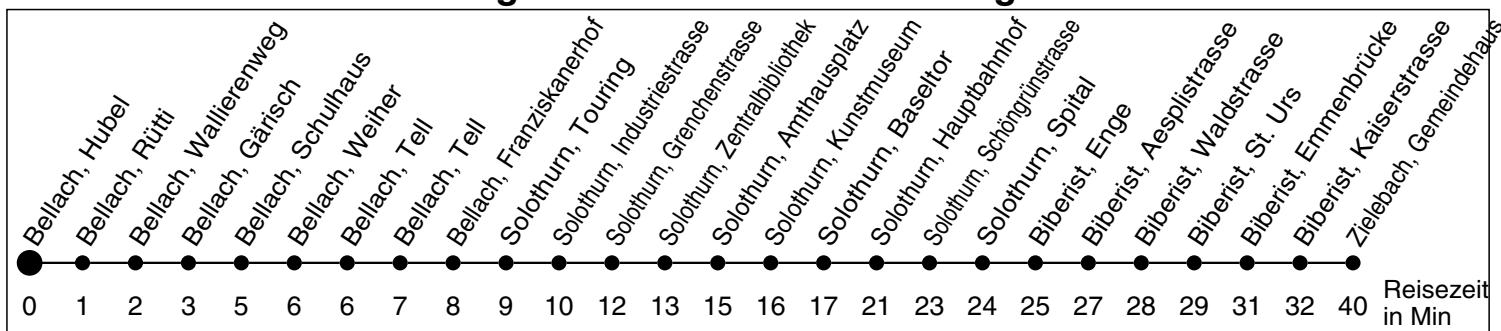 Bellach, Hubel
Bellach, Rütti
Bellach, Wallierenweg
Bellach, Gärisch
Bellach, Schulhaus
Bellach, Weiher
Bellach, Tell
Bellach, Tell
Bellach, Franziskanerhof
Solothurn, Touring
Solothurn, Industriestrasse
Solothurn, Grenchenstrasse
Solothurn, Zentralbibliothek
Solothurn, Amthausplatz
Solothurn, Kunstmuseum
Solothurn, Baseltor
Solothurn, Hauptbahnhof
Solothurn, Schöngrünstrasse
Solothurn, Spital
Biberist, Enge
Biberist, Aesplistrasse
Biberist, Waldstrasse
Biberist, St. Urs
Biberist, Emmenbrücke
Biberist, Kaiserstrasse
Zielebach, Gemeindehaus
0 1 2 3 5 6 6 7 8 9 10 12 13 15 16 17 21 23 24 25 27 28 29 31 32 40
Reisezeit
in Min